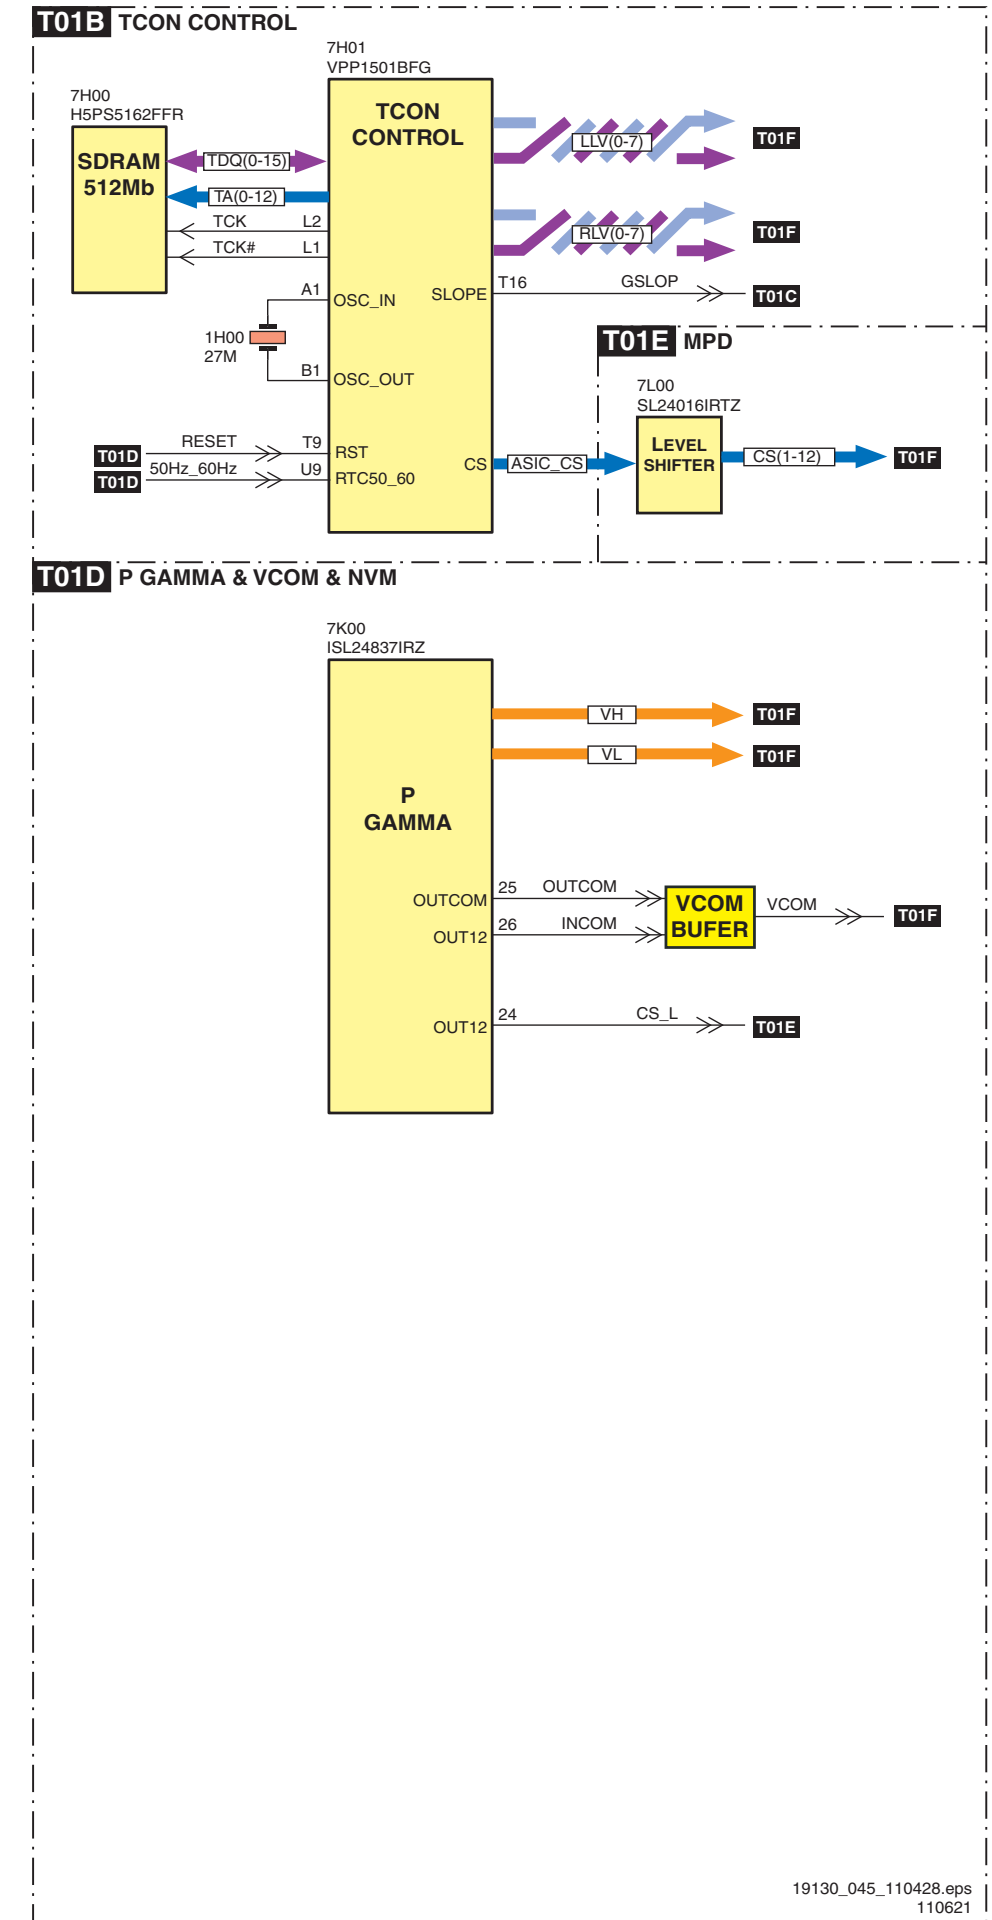 T01B TCON CONTROL
7H01
VPP1501BFG
7H00
H5PS5162FFR
TCON
CONTROL
SDRAM
512Mb
TDQ(0-15)
TA(0-12)
TCK L2
TCK# L1
LLV(0-7)
T01F
RLV(0-7)
T01F
A1
OSC_IN
SLOPE
T16
GSLOP
T01C
1H00
27M
B1
OSC_OUT
T01E MPD
7L00
SL24016IRTZ
LEVEL
SHIFTER
T01D
RESET
T9
RST
T01D
50Hz_60Hz
U9
RTC50_60
CS
ASIC_CS
CS(1-12)
T01F
T01D P GAMMA & VCOM & NVM
7K00
ISL24837IRZ
VH
T01F
VL
T01F
P
GAMMA
OUTCOM
25
OUTCOM
OUT12
26
INCOM
VCOM
BUFER
VCOM
T01F
OUT12
24
CS_L
T01E
19130_045_110428.eps
110621